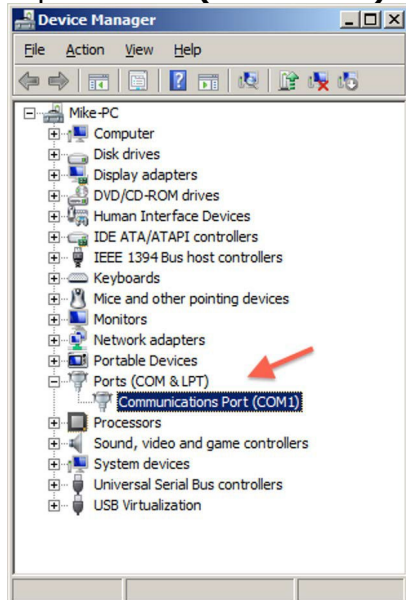 Device Manager
File Action View Help
Mike-PC
Computer
Disk drives
Display adapters
DVD/CD-ROM drives
Human Interface Devices
IDE ATA/ATAPI controllers
IEEE 1394 Bus host controllers
Keyboards
Mice and other pointing devices
Monitors
Network adapters
Portable Devices
Ports (COM & LPT)
Communications Port (COM1)
Processors
Sound, video and game controllers
System devices
Universal Serial Bus controllers
USB Virtualization